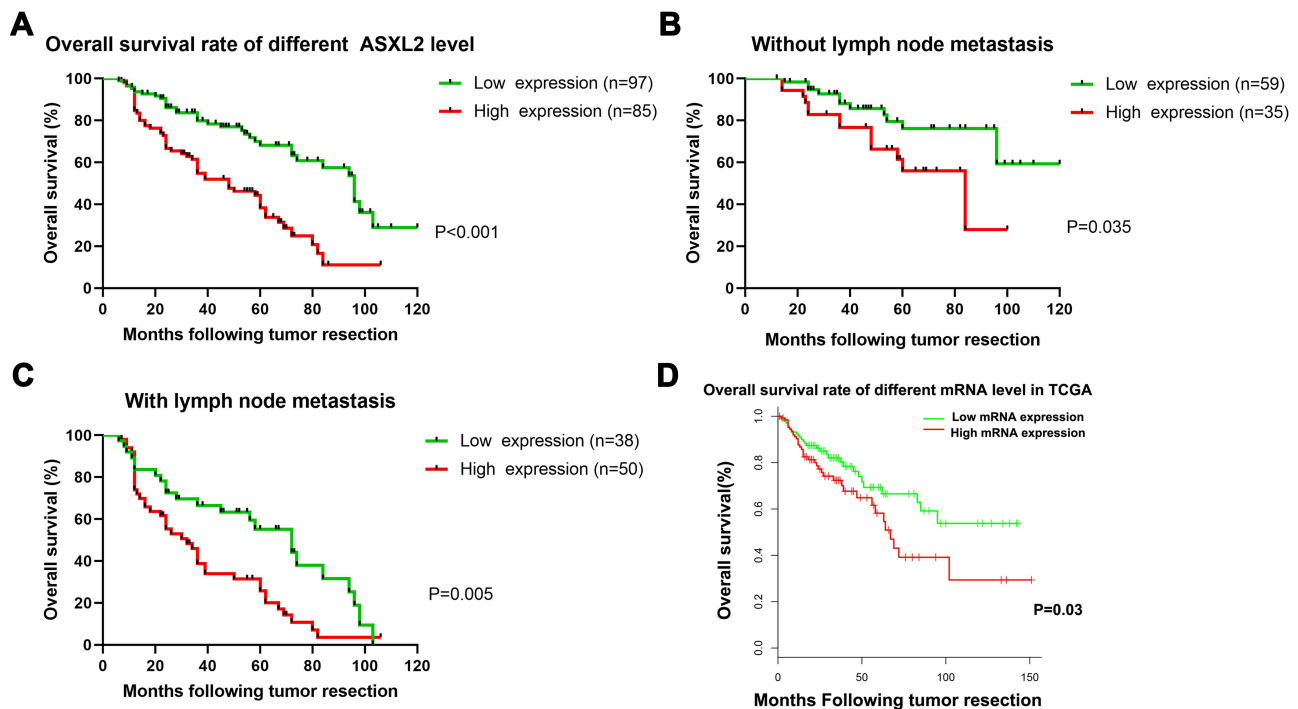 A
Overall survival rate of different ASXL2 level
Low expression (n=97)
High expression (n=85)
Overall survival (%)
100
80
60
40
20
0
P<0.001
0 20 40 60 80 100 120
Months following tumor resection
B
Without lymph node metastasis
Low expression (n=59)
High expression (n=35)
Overall survival (%)
100
80
60
40
20
0
P=0.035
0 20 40 60 80 100 120
Months following tumor resection
C
With lymph node metastasis
Low expression (n=38)
High expression (n=50)
Overall survival (%)
100
80
60
40
20
0
P=0.005
0 20 40 60 80 100 120
Months following tumor resection
D
Overall survival rate of different mRNA level in TCGA
Low mRNA expression
High mRNA expression
Overall survival(%)
1.0
0.8
0.6
0.4
0.2
0.0
P=0.03
0 50 100 150
Months Following tumor resection